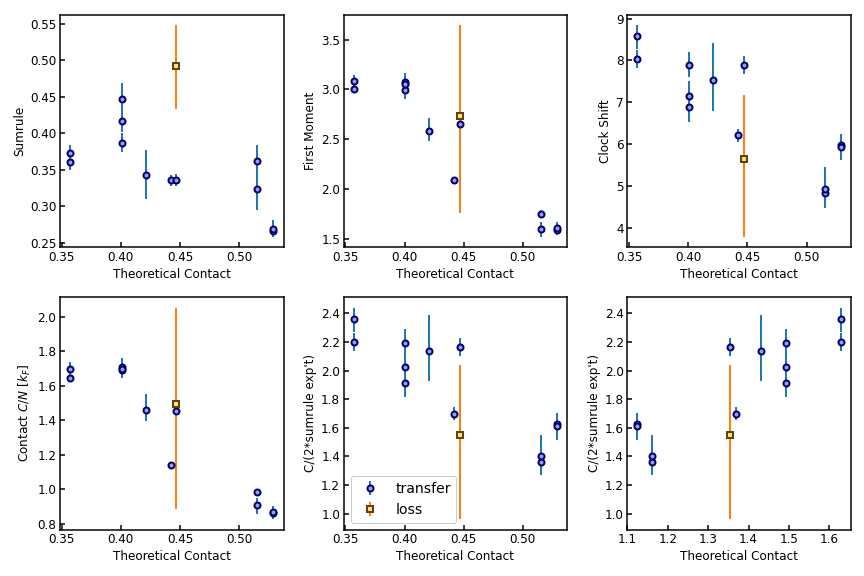 0.55
0.50
0.45
0.40
0.35
0.30
0.25
Sumrule
0.35 0.40 0.45 0.50
Theoretical Contact
3.5
3.0
2.5
2.0
1.5
First Moment
0.35 0.40 0.45 0.50
Theoretical Contact
9
8
7
6
5
4
Clock Shift
0.35 0.40 0.45 0.50
Theoretical Contact
2.0
1.8
1.6
1.4
1.2
1.0
0.8
Contact C/N [k_F]
0.35 0.40 0.45 0.50
Theoretical Contact
2.4
2.2
2.0
1.8
1.6
1.4
1.2
1.0
C/(2*sumrule exp't)
transfer
loss
0.35 0.40 0.45 0.50
Theoretical Contact
2.4
2.2
2.0
1.8
1.6
1.4
1.2
1.0
C/(2*sumrule exp't)
1.1 1.2 1.3 1.4 1.5 1.6
Theoretical Contact